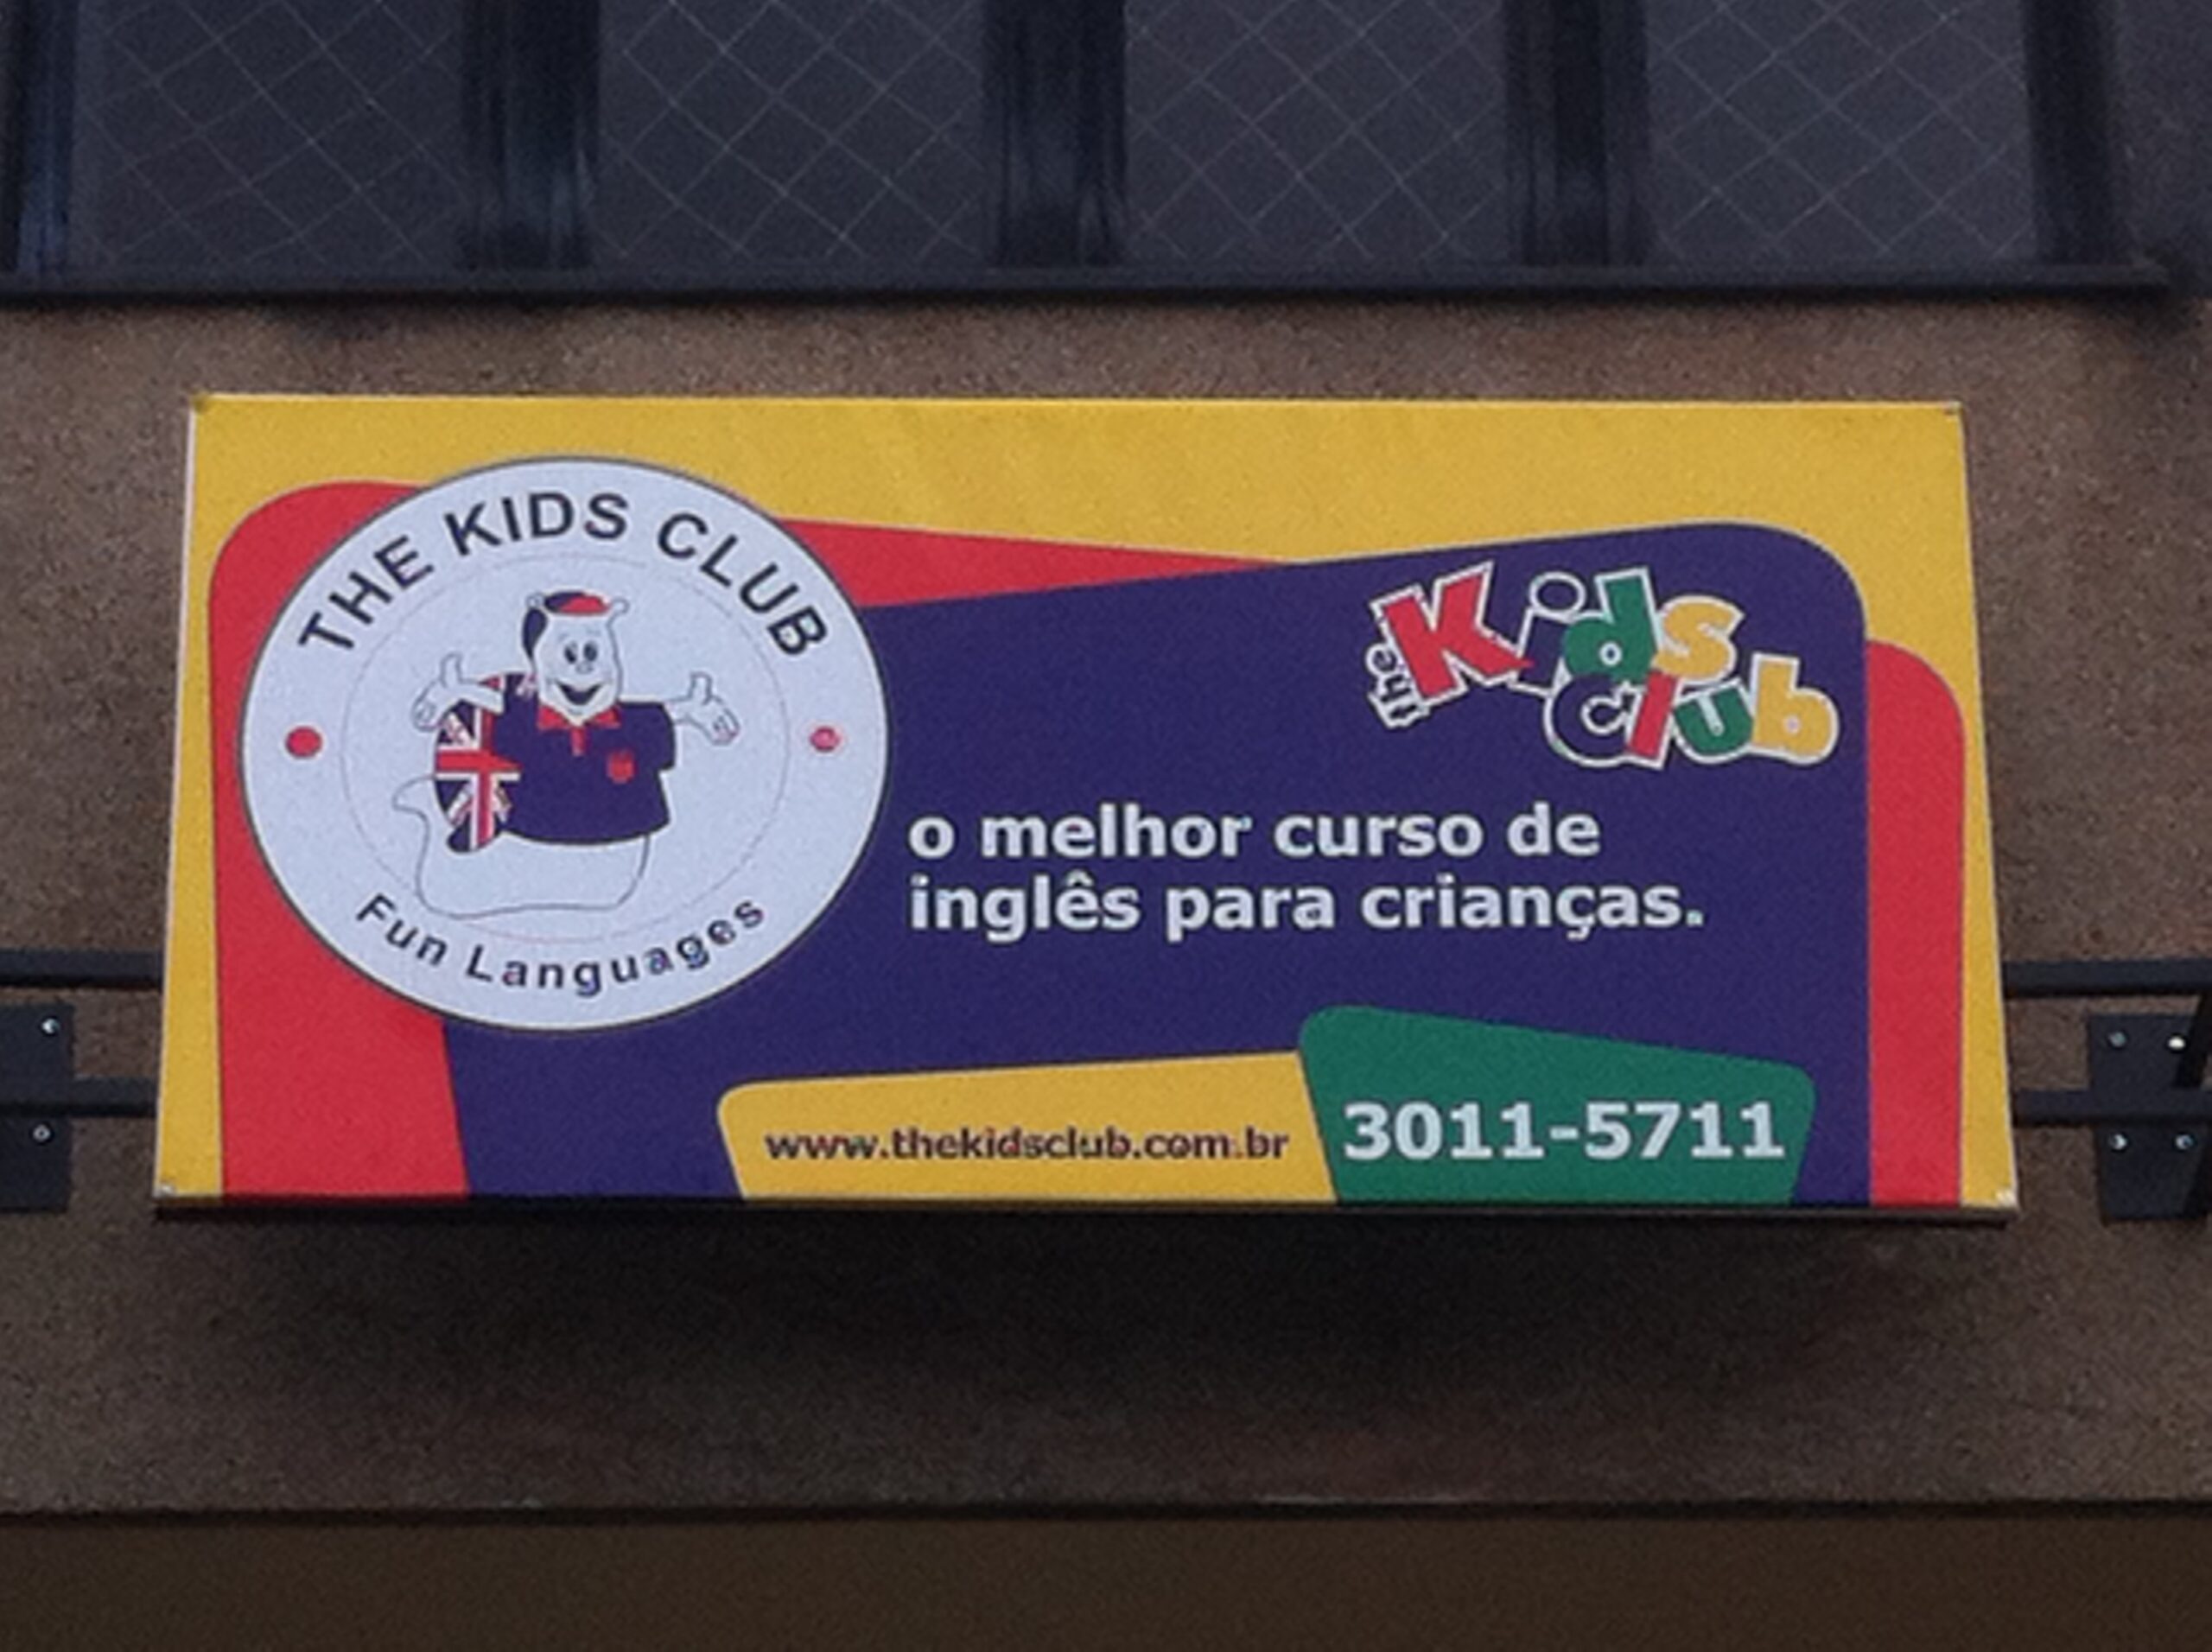 THE KIDS CLUB
Fun Languages
the Kids
Club
o melhor curso de
inglês para crianças.
www.thekidsclub.com.br
3011-5711